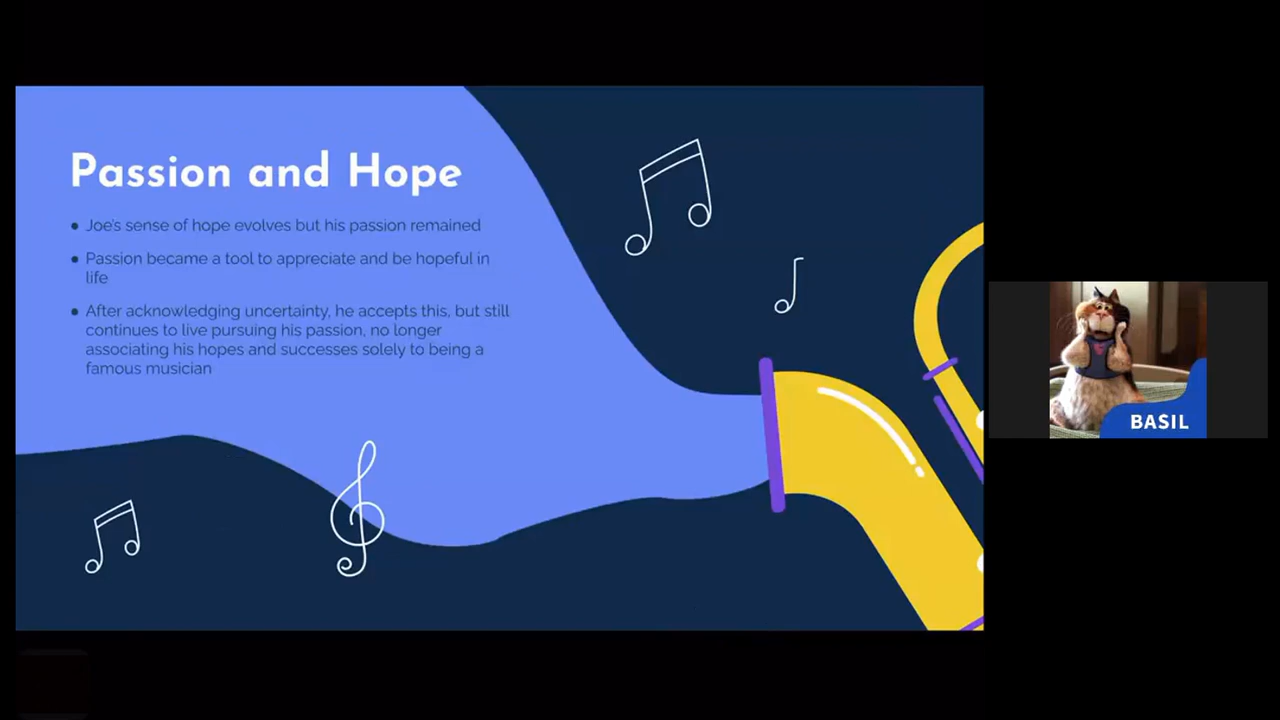 Passion and Hope
● Joe's sense of hope evolves but his passion remained
● Passion became a tool to appreciate and be hopeful in
life
● After acknowledging uncertainty, he accepts this, but still
continues to live pursuing his passion, no longer
associating his hopes and successes solely to being a
famous musician
BASIL